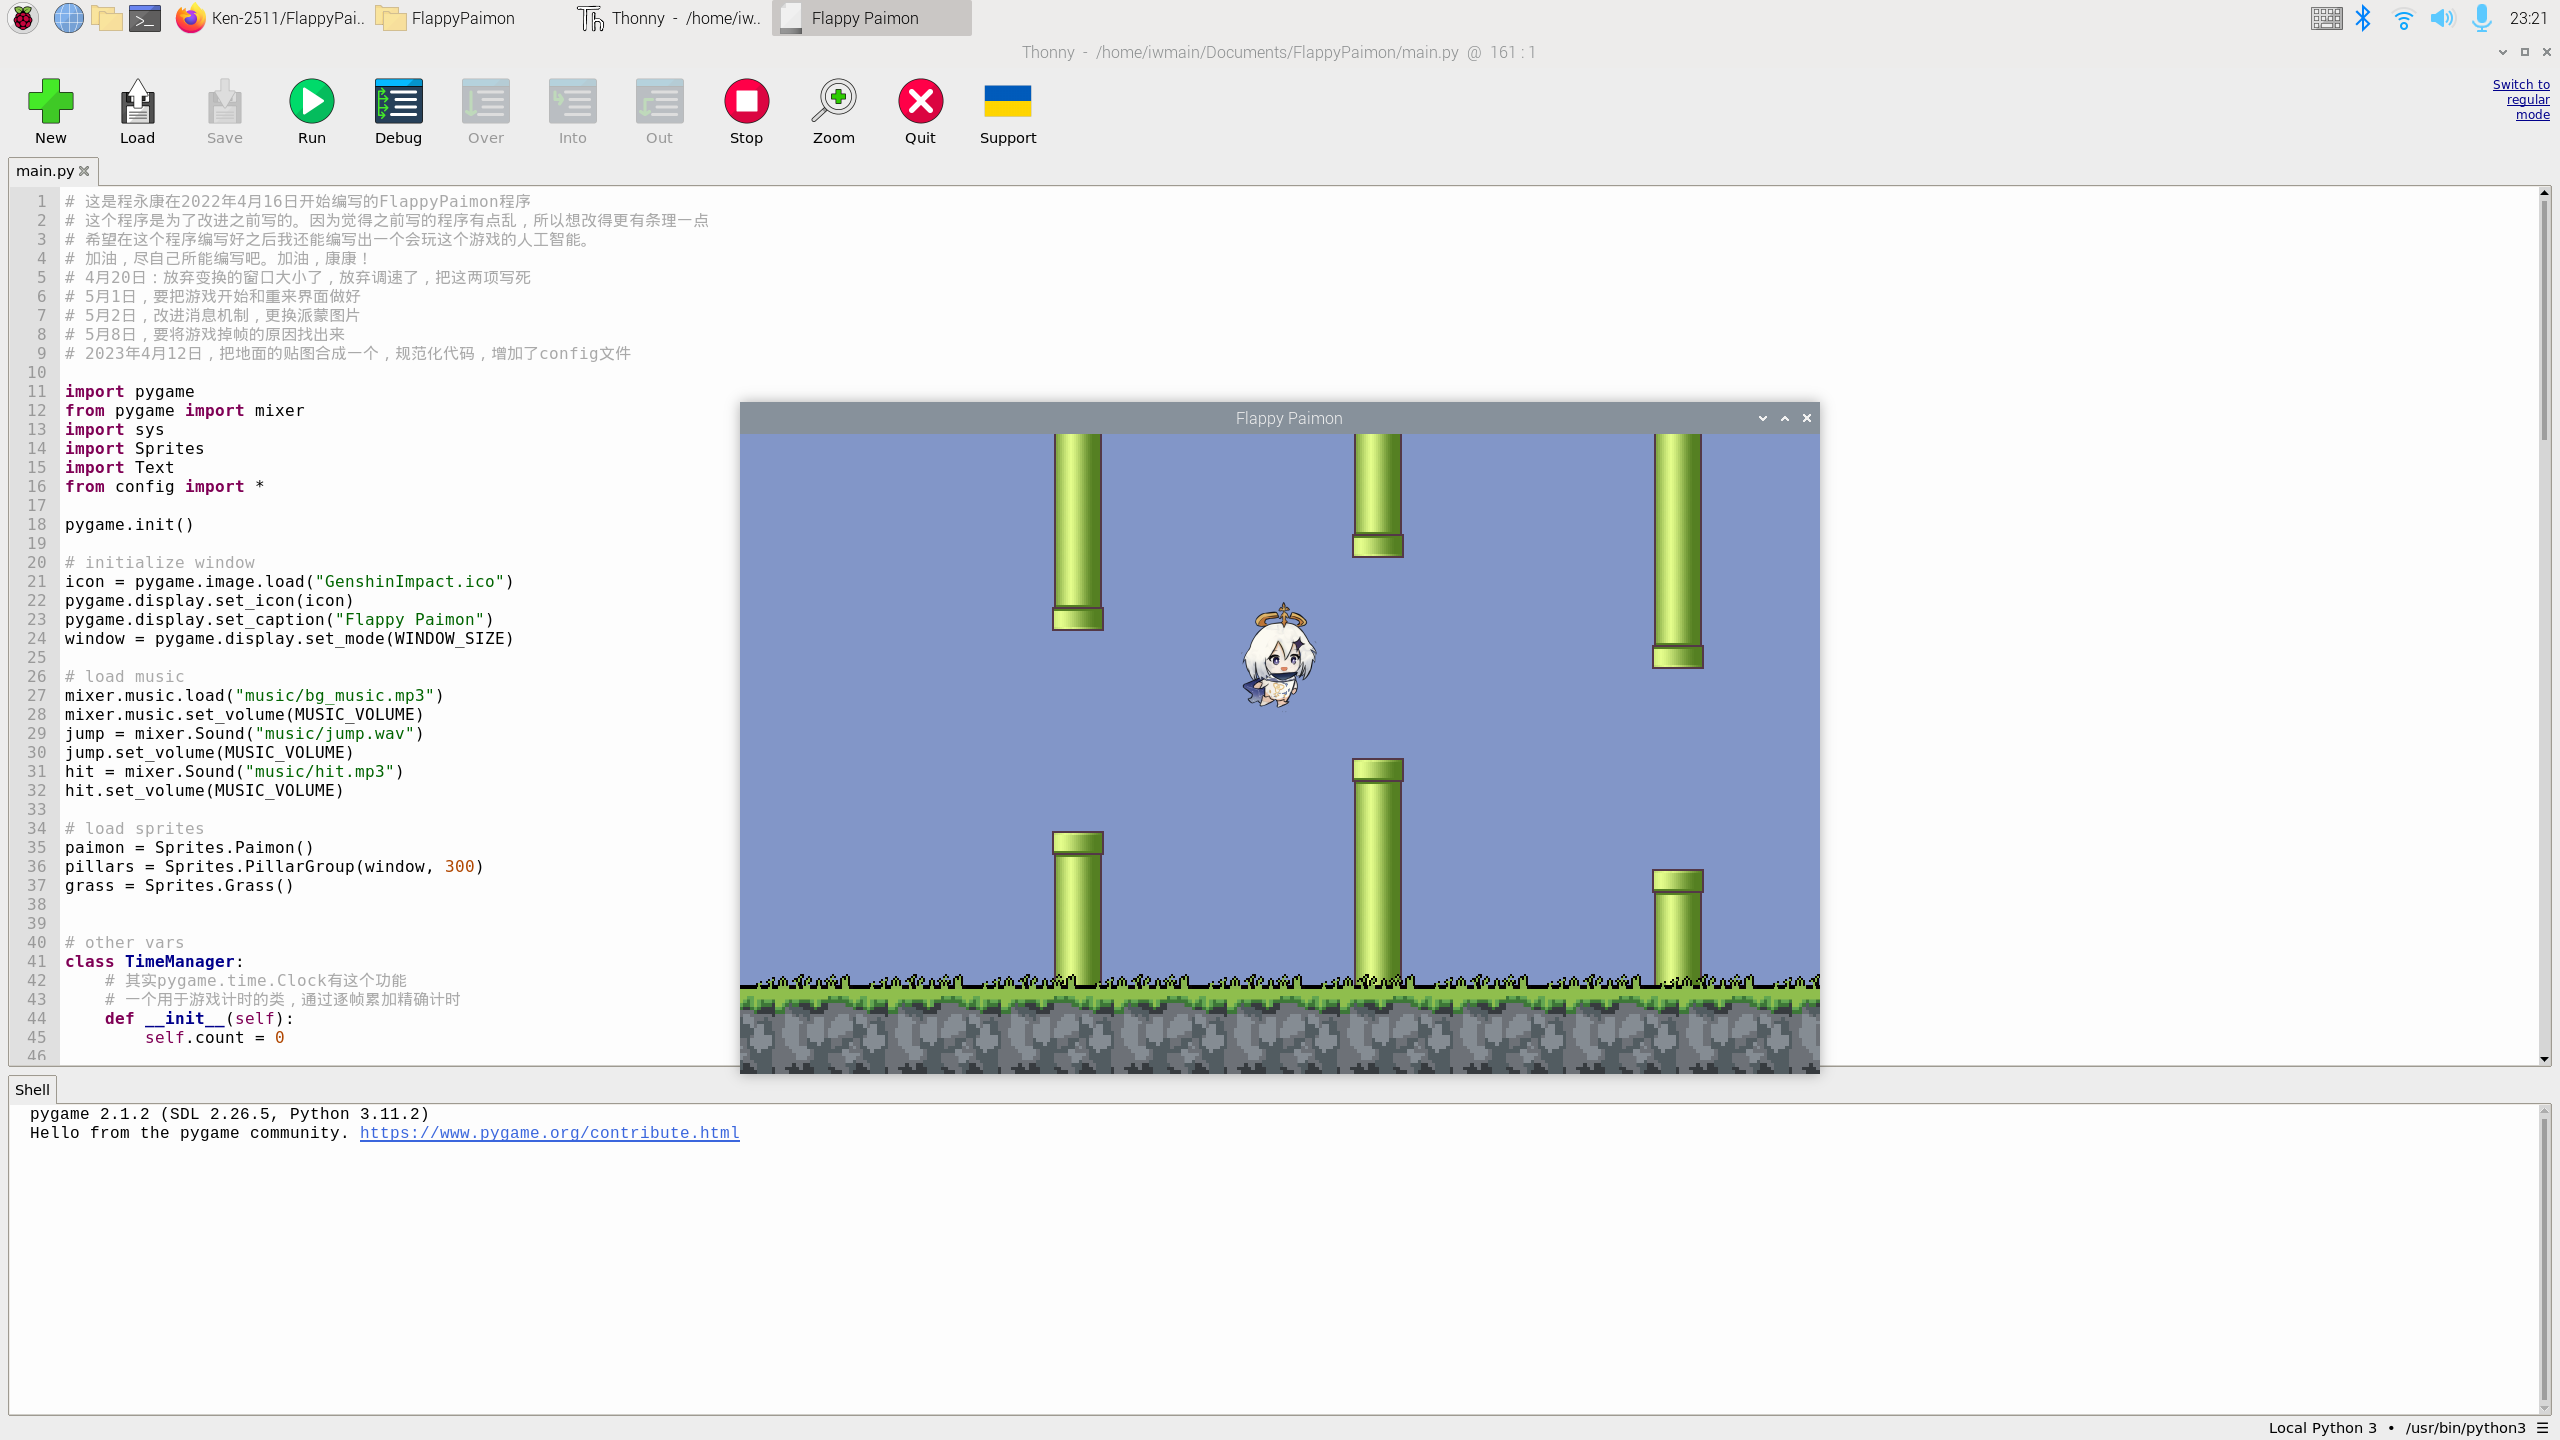 Ken-2511/FlappyPai..
FlappyPaimon
Thonny - /home/iw..
Flappy Paimon
23:21
Thonny - /home/iwmain/Documents/FlappyPaimon/main.py @ 161 : 1
New
Load
Save
Run
Debug
Over
Into
Out
Stop
Zoom
Quit
Support
Switch to
regular
mode
main.py
1 # 这是程永康在2022年4月16日开始编写的FlappyPaimon程序
2 # 这个程序是为了改进之前写的。因为觉得之前写的程序有点乱，所以想改得更有条理一点
3 # 希望在这个程序编写好之后我还能编写出一个会玩这个游戏的人工智能。
4 # 加油，尽自己所能编写吧。加油，康康！
5 # 4月20日：放弃变换的窗口大小了，放弃调速了，把这两项写死
6 # 5月1日，要把游戏开始和重来界面做好
7 # 5月2日，改进消息机制，更换派蒙图片
8 # 5月8日，要将游戏掉帧的原因找出来
9 # 2023年4月12日，把地面的贴图合成一个，规范化代码，增加了config文件
10
11 import pygame
12 from pygame import mixer
13 import sys
14 import Sprites
15 import Text
16 from config import *
17
18 pygame.init()
19
20 # initialize window
21 icon = pygame.image.load("GenshinImpact.ico")
22 pygame.display.set_icon(icon)
23 pygame.display.set_caption("Flappy Paimon")
24 window = pygame.display.set_mode(WINDOW_SIZE)
25
26 # load music
27 mixer.music.load("music/bg_music.mp3")
28 mixer.music.set_volume(MUSIC_VOLUME)
29 jump = mixer.Sound("music/jump.wav")
30 jump.set_volume(MUSIC_VOLUME)
31 hit = mixer.Sound("music/hit.mp3")
32 hit.set_volume(MUSIC_VOLUME)
33
34 # load sprites
35 paimon = Sprites.Paimon()
36 pillars = Sprites.PillarGroup(window, 300)
37 grass = Sprites.Grass()
38
39
40 # other vars
41 class TimeManager:
42 # 其实pygame.time.Clock有这个功能
43 # 一个用于游戏计时的类，通过逐帧累加精确计时
44 def __init__(self):
45 self.count = 0
46
Flappy Paimon
Shell
pygame 2.1.2 (SDL 2.26.5, Python 3.11.2)
Hello from the pygame community. https://www.pygame.org/contribute.html
Local Python 3 • /usr/bin/python3 ☰